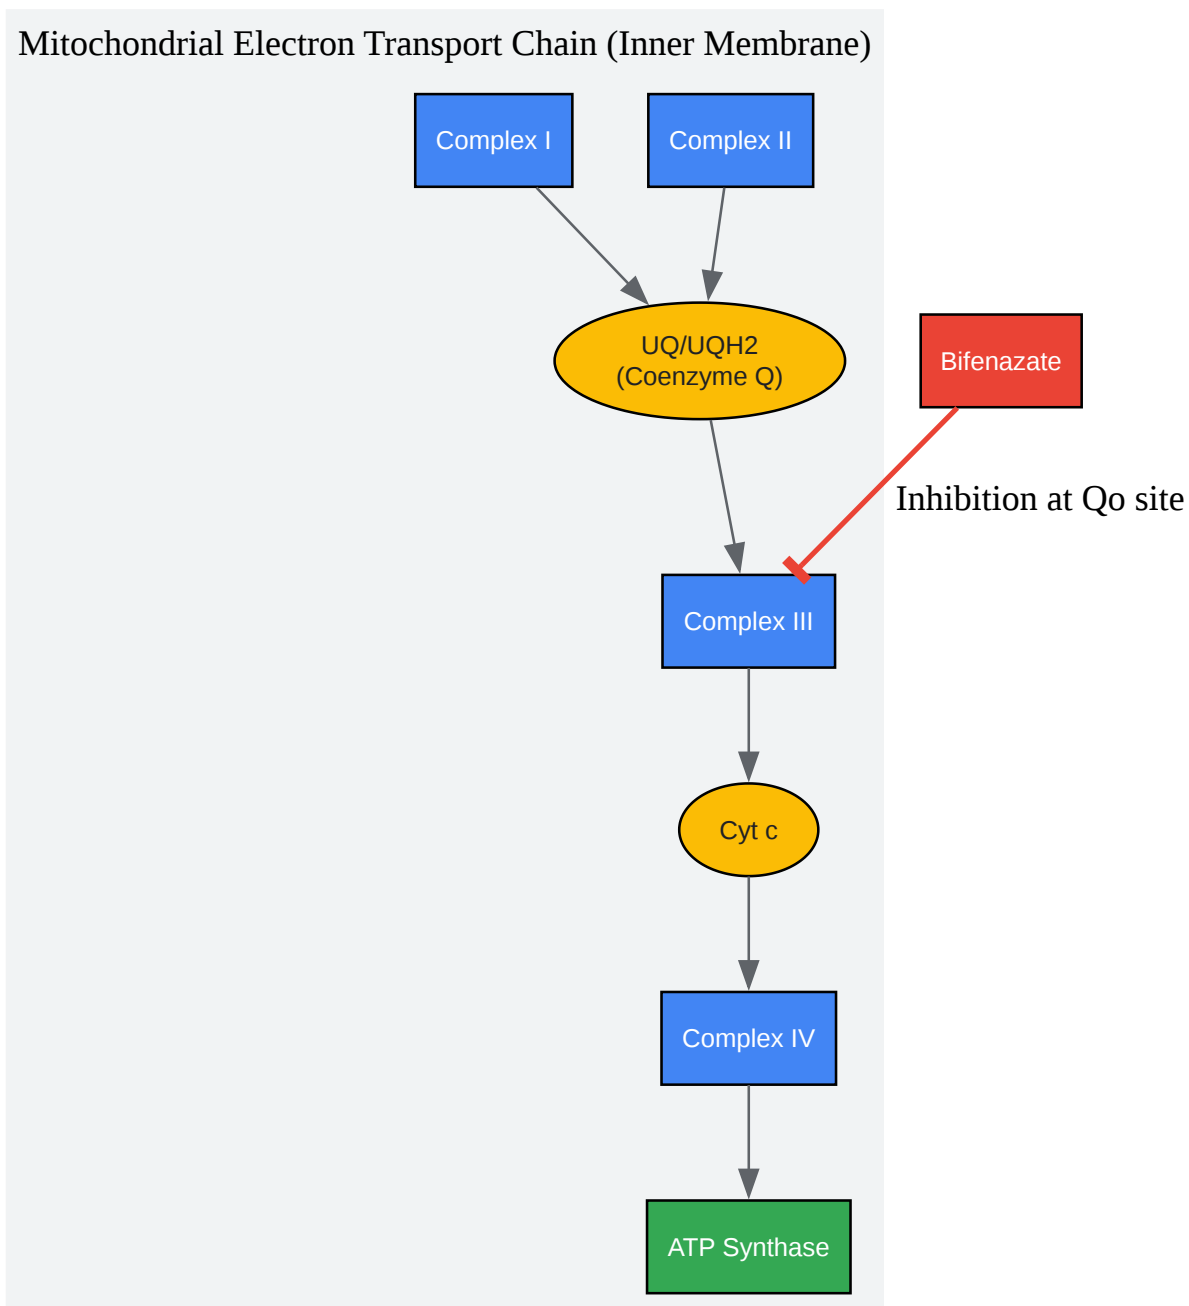 Mitochondrial Electron Transport Chain (Inner Membrane)
Complex I
Complex II
UQ/UQH2
(Coenzyme Q)
Bifenazate
Inhibition at Qo site
Complex III
Cyt c
Complex IV
ATP Synthase